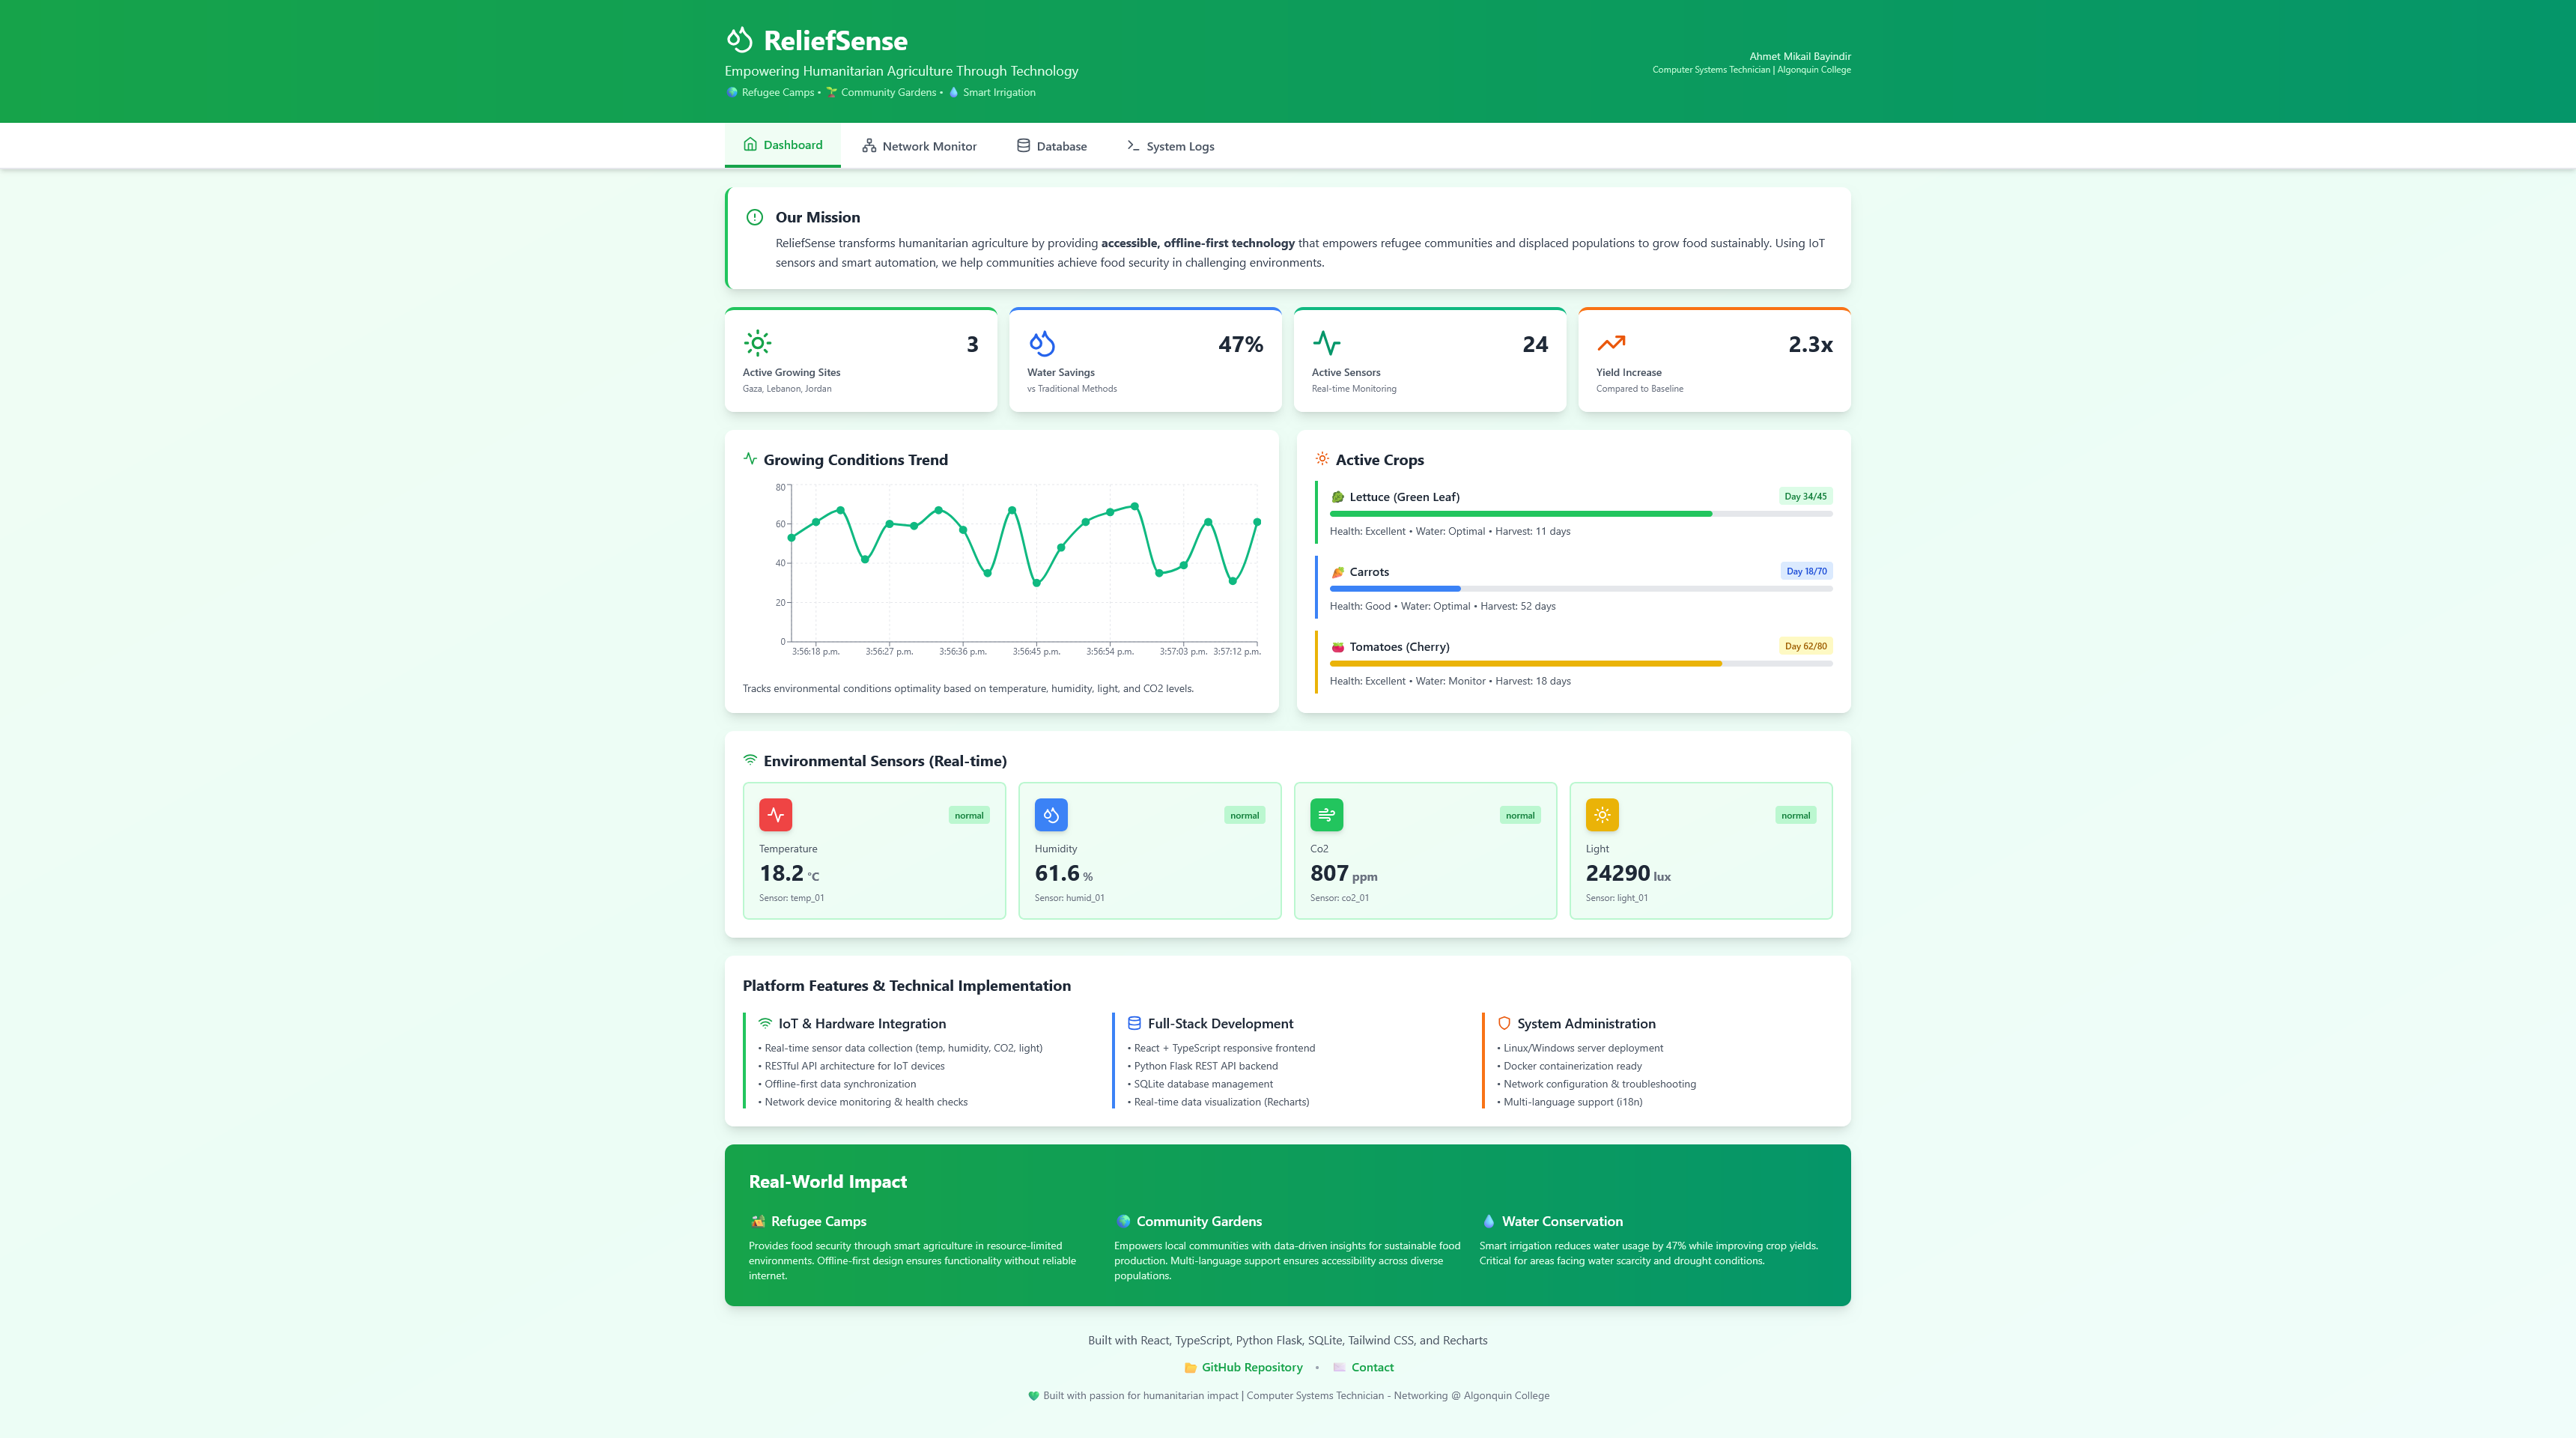 ReliefSense
Empowering Humanitarian Agriculture Through Technology
Refugee Camps • Community Gardens • Smart Irrigation
Ahmet Mikail Bayindir
Computer Systems Technician | Algonquin College
Dashboard
Network Monitor
Database
System Logs
Our Mission
ReliefSense transforms humanitarian agriculture by providing accessible, offline-first technology that empowers refugee communities and displaced populations to grow food sustainably. Using IoT
sensors and smart automation, we help communities achieve food security in challenging environments.
3
Active Growing Sites
Gaza, Lebanon, Jordan
47%
Water Savings
vs Traditional Methods
24
Active Sensors
Real-time Monitoring
2.3x
Yield Increase
Compared to Baseline
Growing Conditions Trend
80
60
40
20
0
3:56:18 p.m. 3:56:27 p.m. 3:56:36 p.m. 3:56:45 p.m. 3:56:54 p.m. 3:57:03 p.m. 3:57:12 p.m.
Tracks environmental conditions optimality based on temperature, humidity, light, and CO2 levels.
Active Crops
Lettuce (Green Leaf)
Day 34/45
Health: Excellent • Water: Optimal • Harvest: 11 days
Carrots
Day 18/70
Health: Good • Water: Optimal • Harvest: 52 days
Tomatoes (Cherry)
Day 62/80
Health: Excellent • Water: Monitor • Harvest: 18 days
Environmental Sensors (Real-time)
normal
Temperature
18.2 °C
Sensor: temp_01
normal
Humidity
61.6 %
Sensor: humid_01
normal
Co2
807 ppm
Sensor: co2_01
normal
Light
24290 lux
Sensor: light_01
Platform Features & Technical Implementation
IoT & Hardware Integration
• Real-time sensor data collection (temp, humidity, CO2, light)
• RESTful API architecture for IoT devices
• Offline-first data synchronization
• Network device monitoring & health checks
Full-Stack Development
• React + TypeScript responsive frontend
• Python Flask REST API backend
• SQLite database management
• Real-time data visualization (Recharts)
System Administration
• Linux/Windows server deployment
• Docker containerization ready
• Network configuration & troubleshooting
• Multi-language support (i18n)
Real-World Impact
Refugee Camps
Provides food security through smart agriculture in resource-limited
environments. Offline-first design ensures functionality without reliable
internet.
Community Gardens
Empowers local communities with data-driven insights for sustainable food
production. Multi-language support ensures accessibility across diverse
populations.
Water Conservation
Smart irrigation reduces water usage by 47% while improving crop yields.
Critical for areas facing water scarcity and drought conditions.
Built with React, TypeScript, Python Flask, SQLite, Tailwind CSS, and Recharts
GitHub Repository • Contact
Built with passion for humanitarian impact | Computer Systems Technician - Networking @ Algonquin College